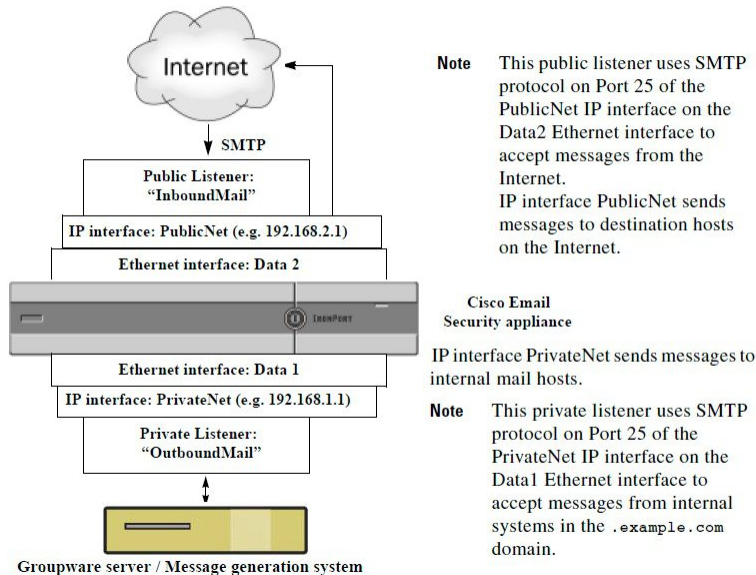 Internet
SMTP
Public Listener:
“InboundMail”
IP interface: PublicNet (e.g. 192.168.2.1)
Ethernet interface: Data 2
IRONPORT
Ethernet interface: Data 1
IP interface: PrivateNet (e.g. 192.168.1.1)
Private Listener:
“OutboundMail”
Groupware server / Message generation system
Note This public listener uses SMTP
protocol on Port 25 of the
PublicNet IP interface on the
Data2 Ethernet interface to
accept messages from the
Internet.
IP interface PublicNet sends
messages to destination hosts
on the Internet.
Cisco Email
Security appliance
IP interface PrivateNet sends messages to
internal mail hosts.
Note This private listener uses SMTP
protocol on Port 25 of the
PrivateNet IP interface on the
Data1 Ethernet interface to
accept messages from internal
systems in the .example.com
domain.